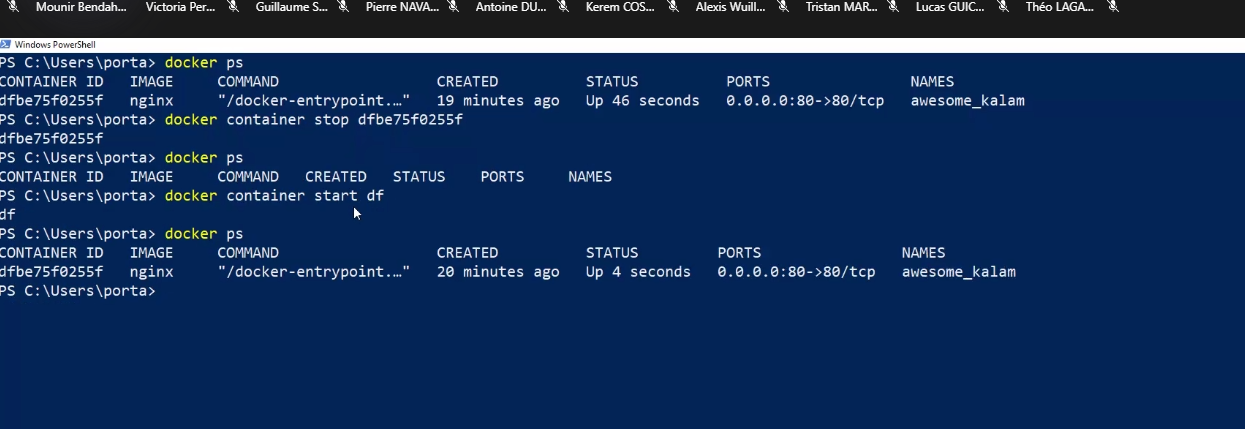 Mounir Bendah... Victoria Per... Guillaume S... Pierre NAVA... Antoine DU... Kerem COS... Alexis Wuill... Tristan MAR... Lucas GUIC... Théo LAGA...
Windows PowerShell
PS C:\Users\porta> docker ps
CONTAINER ID IMAGE COMMAND CREATED STATUS PORTS NAMES
dfbe75f0255f nginx "/docker-entrypoint.…" 19 minutes ago Up 46 seconds 0.0.0.0:80->80/tcp awesome_kalam
PS C:\Users\porta> docker container stop dfbe75f0255f
dfbe75f0255f
PS C:\Users\porta> docker ps
CONTAINER ID IMAGE COMMAND CREATED STATUS PORTS NAMES
PS C:\Users\porta> docker container start df
df
PS C:\Users\porta> docker ps
CONTAINER ID IMAGE COMMAND CREATED STATUS PORTS NAMES
dfbe75f0255f nginx "/docker-entrypoint.…" 20 minutes ago Up 4 seconds 0.0.0.0:80->80/tcp awesome_kalam
PS C:\Users\porta>